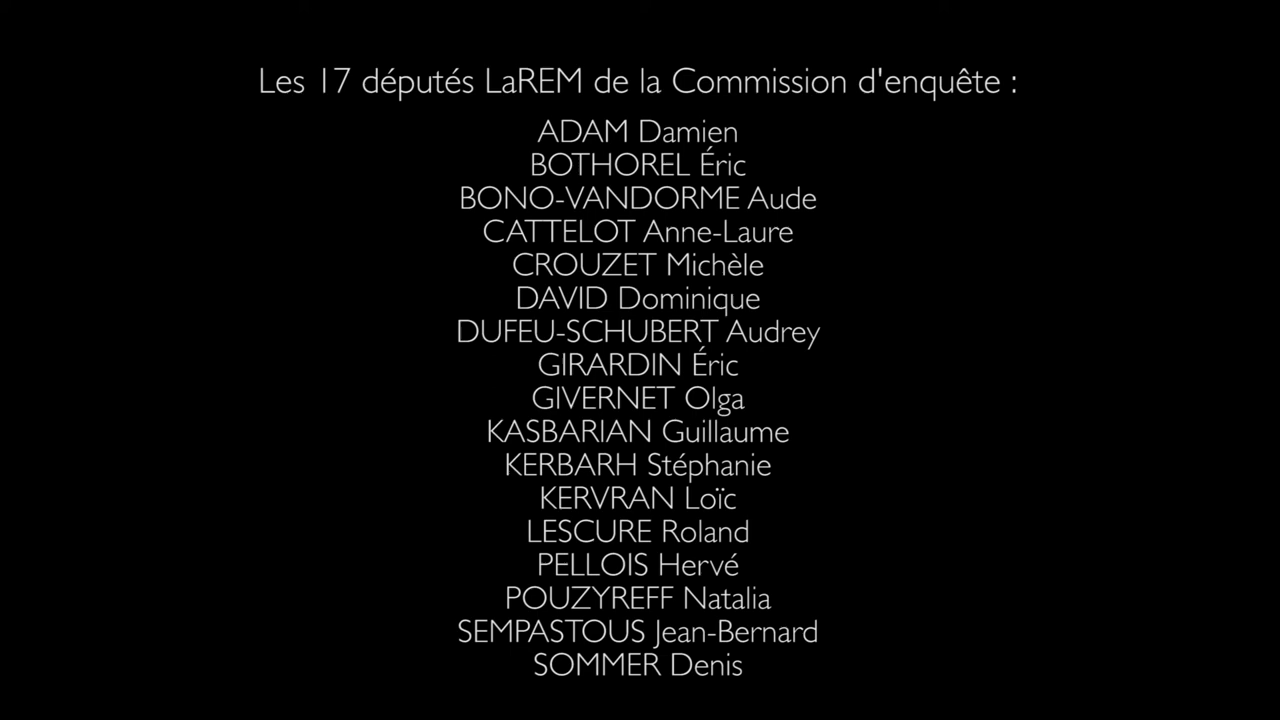 Les 17 députés LaREM de la Commission d'enquête :
ADAM Damien
BOTHOREL Éric
BONO-VANDORME Aude
CATTELOT Anne-Laure
CROUZET Michèle
DAVID Dominique
DUFEU-SCHUBERT Audrey
GIRARDIN Éric
GIVERNET Olga
KASBARIAN Guillaume
KERBARH Stéphanie
KERVRAN Loïc
LESCURE Roland
PELLOIS Hervé
POUZYREFF Natalia
SEMPASTOUS Jean-Bernard
SOMMER Denis